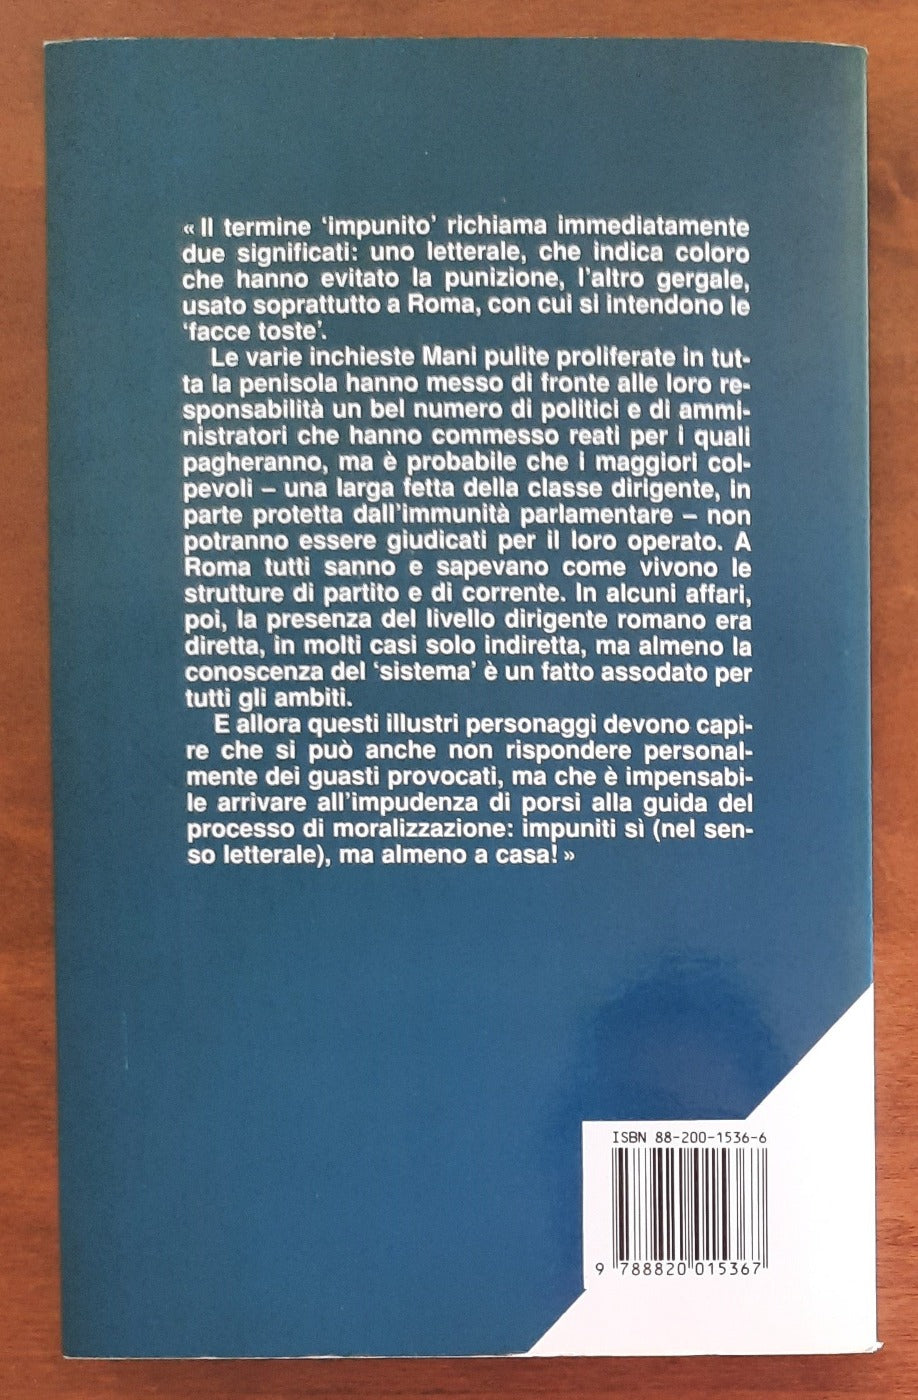 « Il termine ‘impunito’ richiama immediatamente
due significati: uno letterale, che indica coloro
che hanno evitato la punizione, l’altro gergale,
usato soprattutto a Roma, con cui si intendono le
‘facce toste’.
Le varie inchieste Mani pulite proliferate in tut-
ta la penisola hanno messo di fronte alle loro re-
sponsabilità un bel numero di politici e di ammi-
nistratori che hanno commesso reati per i quali
pagheranno, ma è probabile che i maggiori col-
pevoli – una larga fetta della classe dirigente, in
parte protetta dall’immunità parlamentare – non
potranno essere giudicati per il loro operato. A
Roma tutti sanno e sapevano come vivono le
strutture di partito e di corrente. In alcuni affari,
poi, la presenza del livello dirigente romano era
diretta, in molti casi solo indiretta, ma almeno la
conoscenza del ‘sistema’ è un fatto assodato per
tutti gli ambiti.
E allora questi illustri personaggi devono capi-
re che si può anche non rispondere personal-
mente dei guasti provocati, ma che è impensabi-
le arrivare all’impudenza di porsi alla guida del
processo di moralizzazione: impuniti sì (nel sen-
so letterale), ma almeno a casa! »
ISBN 88-200-1536-6
9 788820 015367